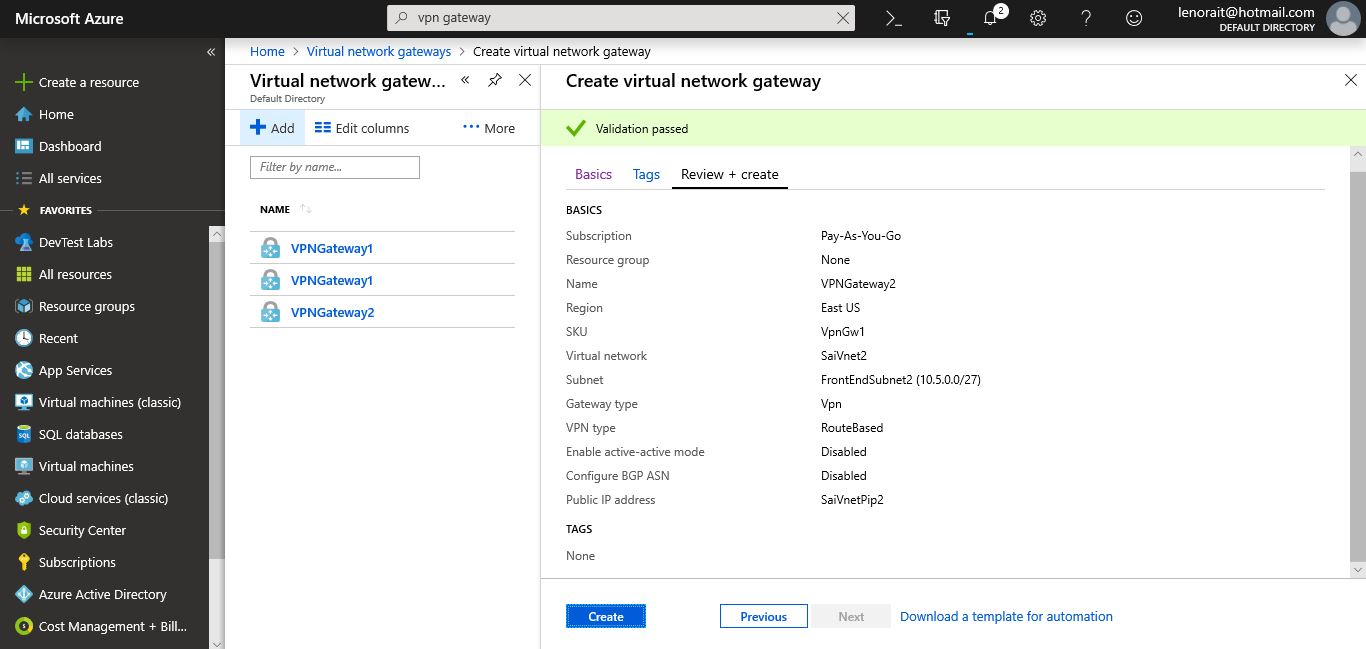 Microsoft Azure
vpn gateway
2
lenorait@hotmail.com
DEFAULT DIRECTORY
Create a resource
Home
Dashboard
All services
FAVORITES
DevTest Labs
All resources
Resource groups
Recent
App Services
Virtual machines (classic)
SQL databases
Virtual machines
Cloud services (classic)
Security Center
Subscriptions
Azure Active Directory
Cost Management + Bill...
Home > Virtual network gateways > Create virtual network gateway
Virtual network gatew...
Default Directory
Add
Edit columns
More
Filter by name...
NAME
VPNGateway1
VPNGateway1
VPNGateway2
Create virtual network gateway
Validation passed
Basics Tags Review + create
BASICS
Subscription Pay-As-You-Go
Resource group None
Name VPNGateway2
Region East US
SKU VpnGw1
Virtual network SaiVnet2
Subnet FrontEndSubnet2 (10.5.0.0/27)
Gateway type Vpn
VPN type RouteBased
Enable active-active mode Disabled
Configure BGP ASN Disabled
Public IP address SaiVnetPip2
TAGS
None
Create Previous Next Download a template for automation